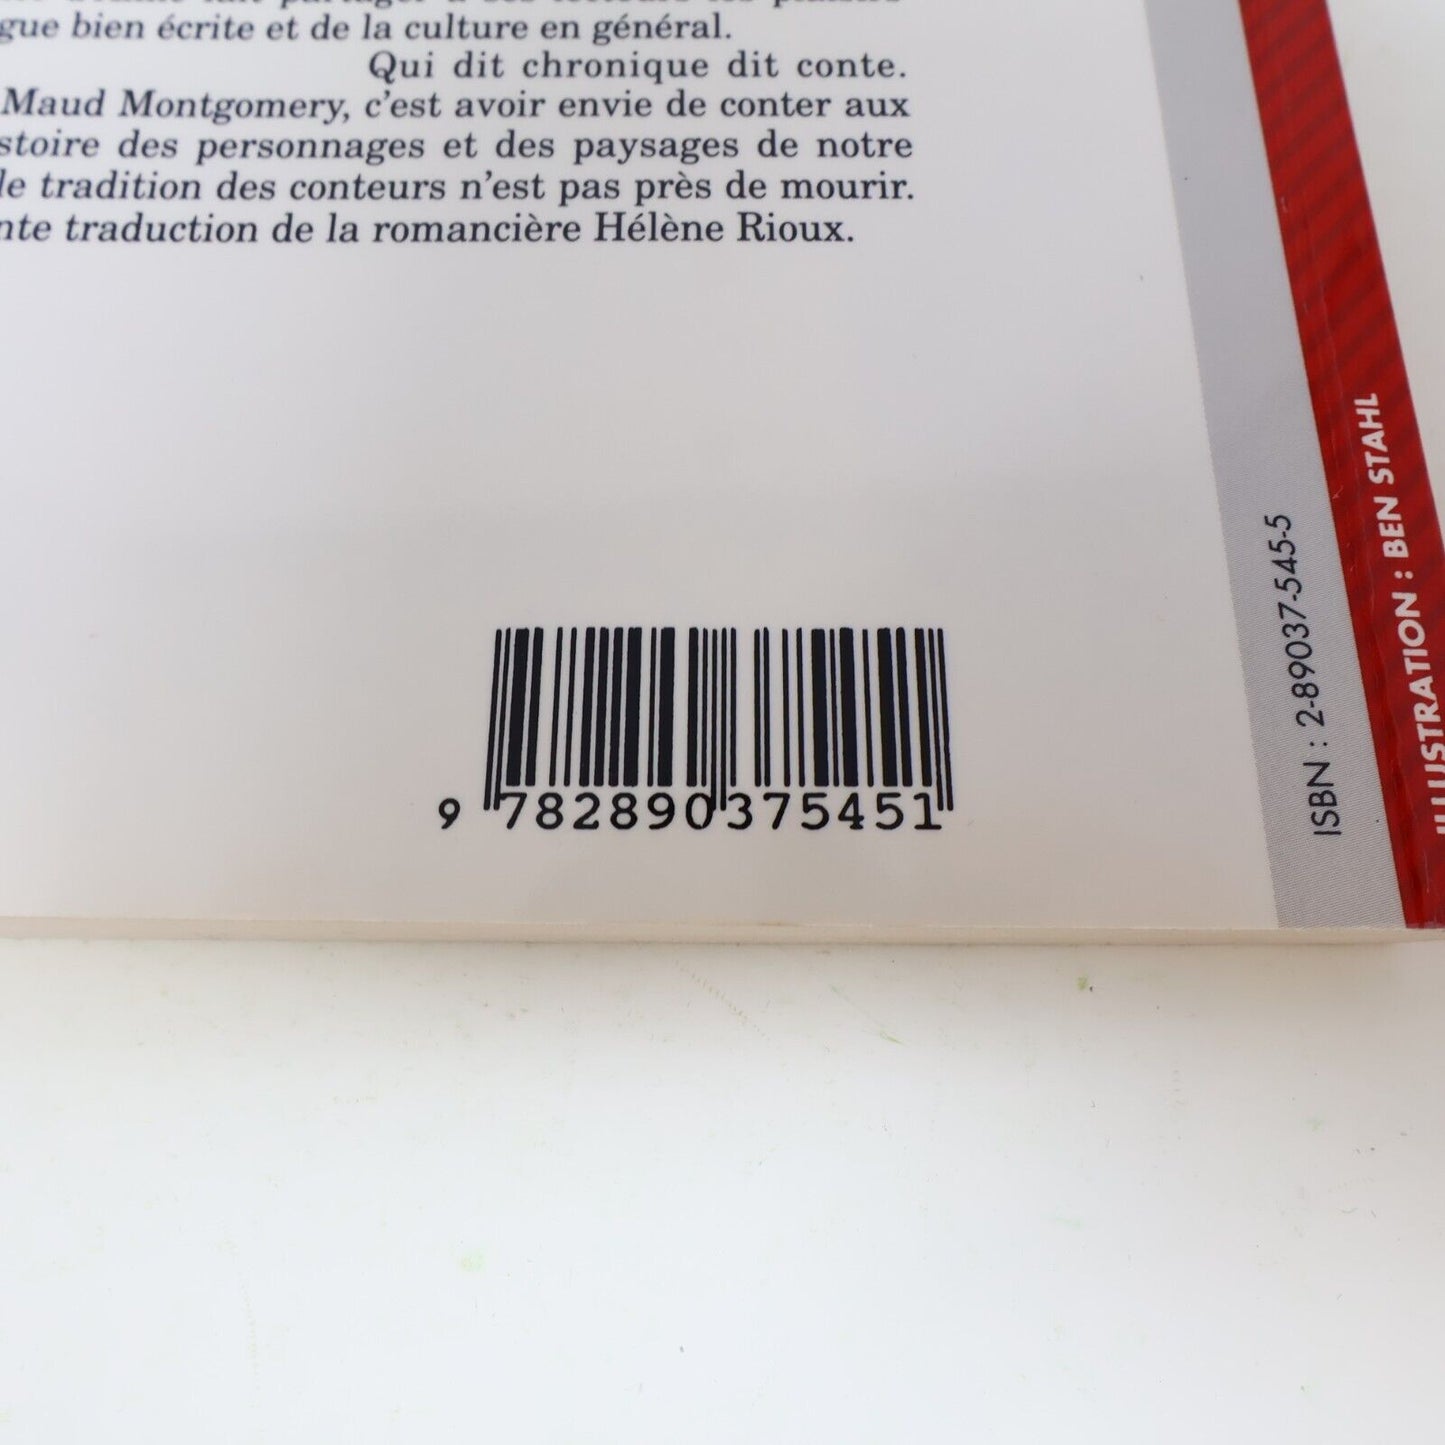 gue bien écrite et de la culture en général.
Qui dit chronique dit conte.
Maud Montgomery, c'est avoir envie de conter aux
stoire des personnages et des paysages de notre
le tradition des conteurs n'est pas près de mourir.
nte traduction de la romancière Hélène Rioux.
9 782890 375451
ISBN : 2-89037-545-5
ILLUSTRATION : BEN STAHL